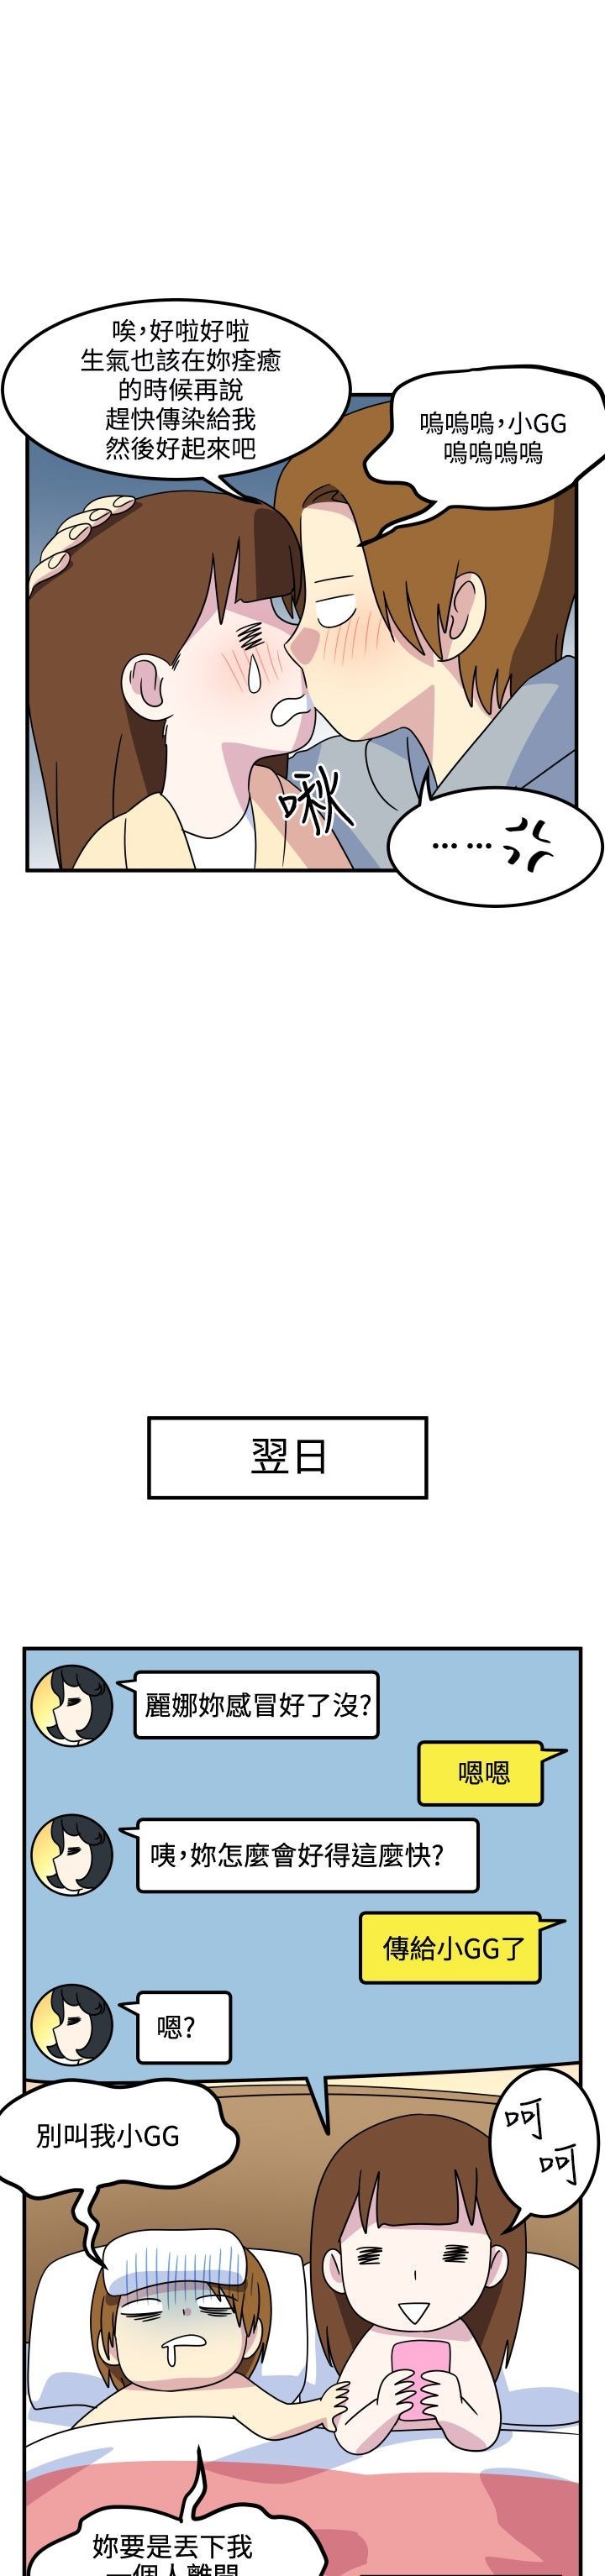 唉，好啦好啦
生氣也該在妳痊癒
的時候再說
趕快傳染給我
然後好起來吧
嗚嗚嗚，小GG
嗚嗚嗚嗚
啾
……
翌日
麗娜妳感冒好了沒?
嗯嗯
咦，妳怎麼會好得這麼快?
傳給小GG了
嗯?
別叫我小GG
呵
呵
妳要是丟下我
一個人離開